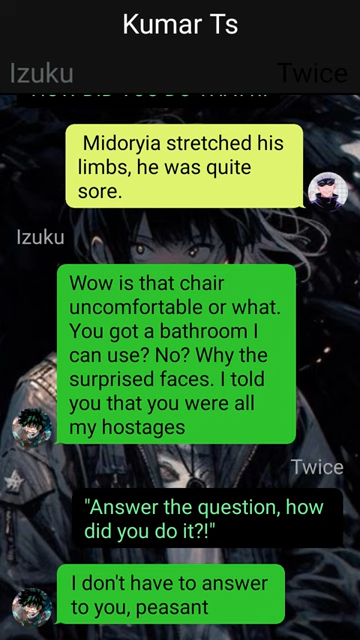 Kumar Ts
Izuku
Twice
Midoryia stretched his
limbs, he was quite
sore.
Izuku
Wow is that chair
uncomfortable or what.
You got a bathroom I
can use? No? Why the
surprised faces. I told
you that you were all
my hostages
Twice
"Answer the question, how
did you do it?!"
I don't have to answer
to you, peasant